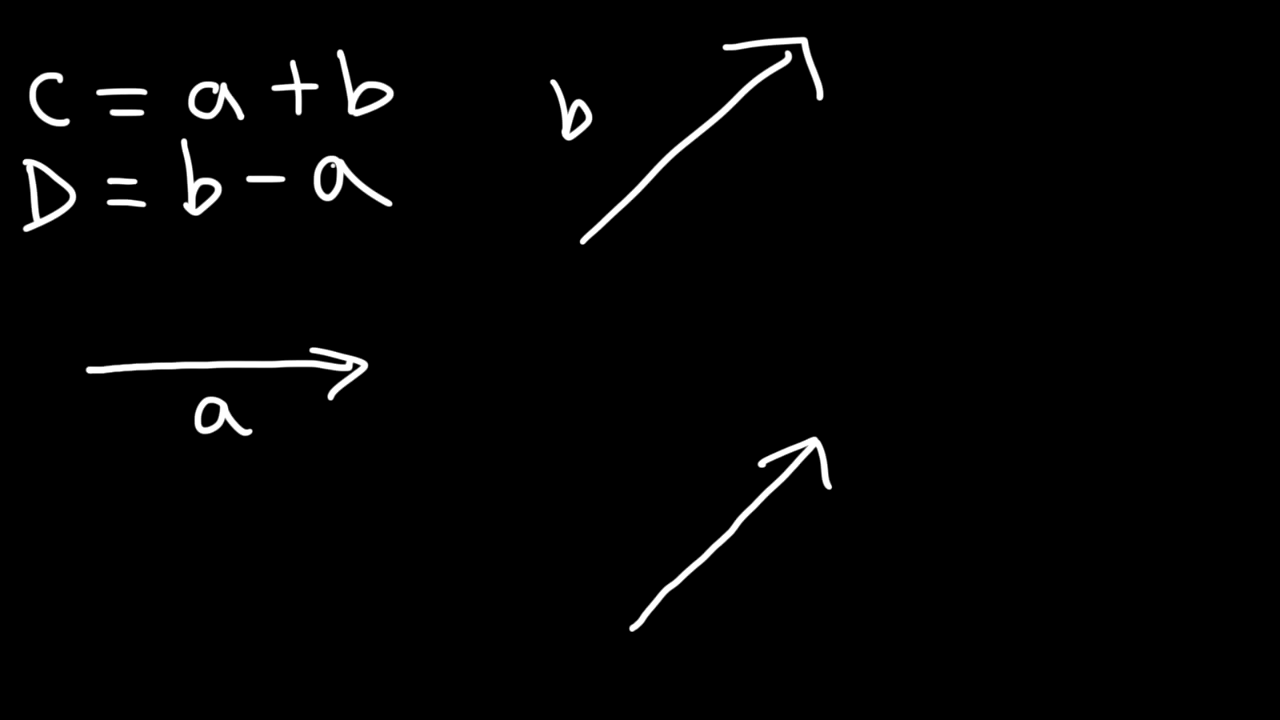 C = a + b
D = b - a
b
a